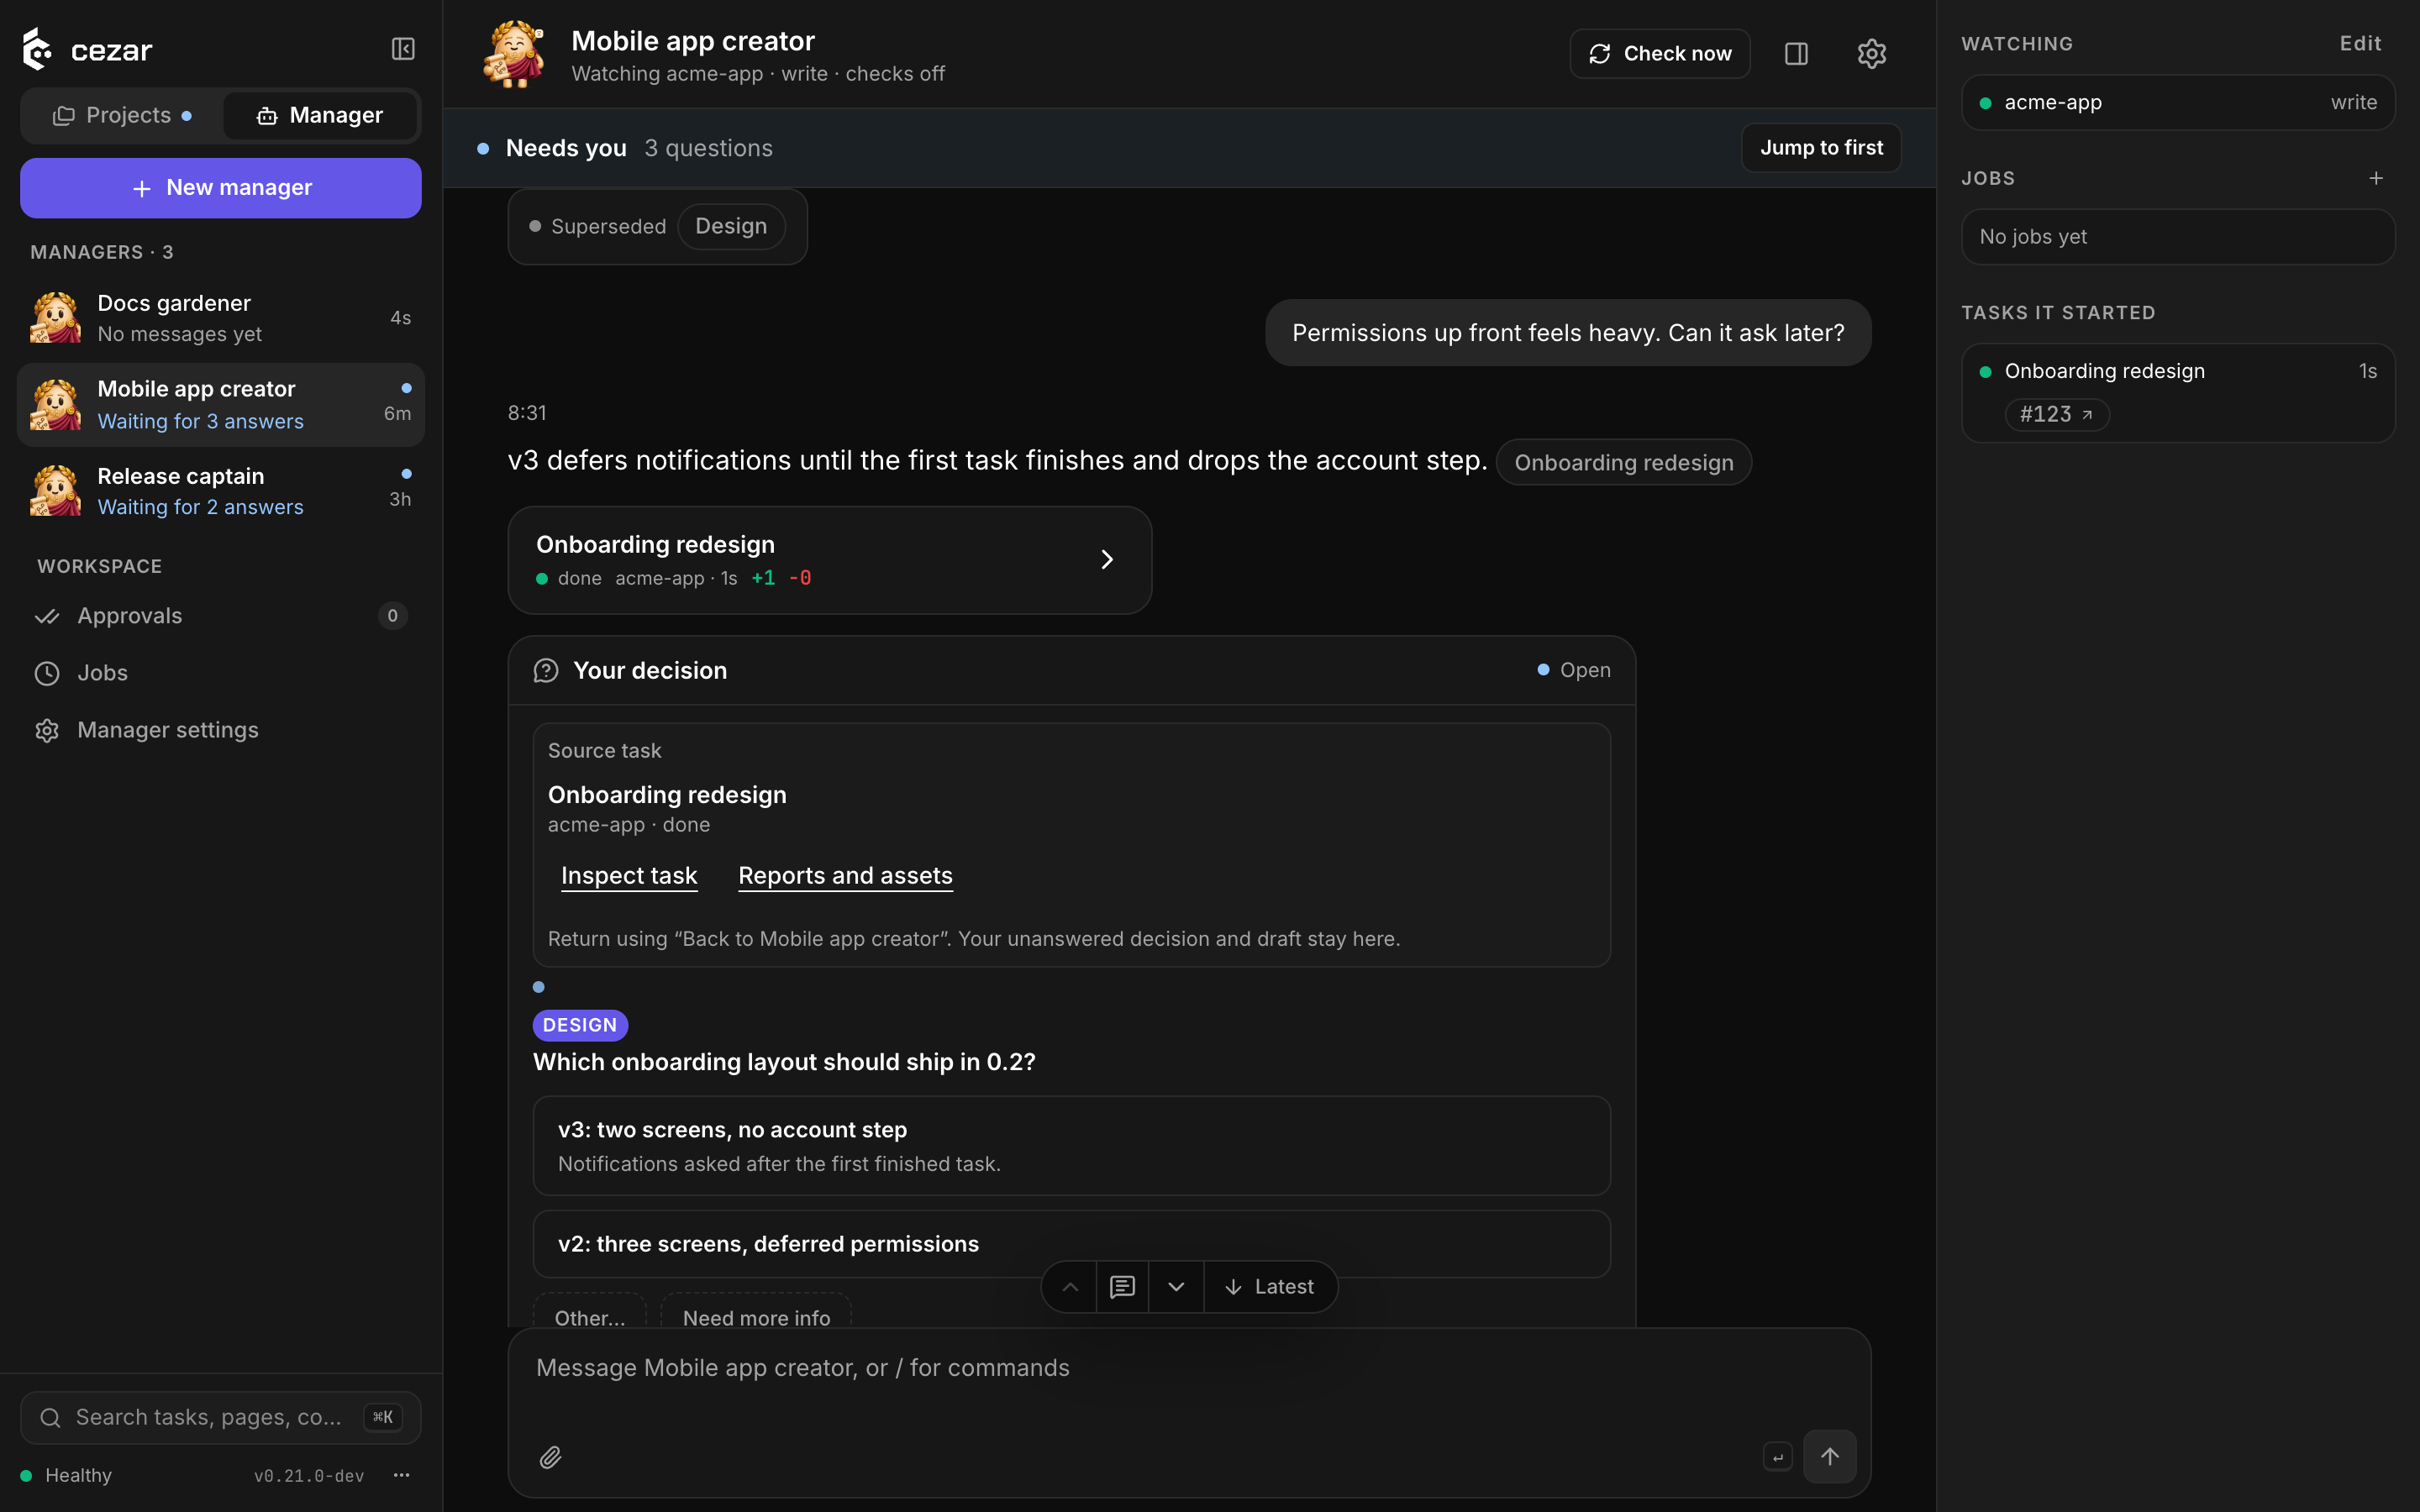 cezar
Projects
Manager
New manager
MANAGERS · 3
Docs gardener
No messages yet
4s
Mobile app creator
Waiting for 3 answers
6m
Release captain
Waiting for 2 answers
3h
WORKSPACE
Approvals
0
Jobs
Manager settings
Search tasks, pages, co...
⌘K
Healthy
v0.21.0-dev
Mobile app creator
Watching acme-app · write · checks off
Check now
Needs you 3 questions
Jump to first
Superseded Design
Permissions up front feels heavy. Can it ask later?
8:31
v3 defers notifications until the first task finishes and drops the account step. Onboarding redesign
Onboarding redesign
done acme-app · 1s +1 -0
Your decision
Open
Source task
Onboarding redesign
acme-app · done
Inspect task Reports and assets
Return using “Back to Mobile app creator”. Your unanswered decision and draft stay here.
DESIGN
Which onboarding layout should ship in 0.2?
v3: two screens, no account step
Notifications asked after the first finished task.
v2: three screens, deferred permissions
Other... Need more info
Latest
Message Mobile app creator, or / for commands
WATCHING
Edit
acme-app
write
JOBS
No jobs yet
TASKS IT STARTED
Onboarding redesign
1s
#123